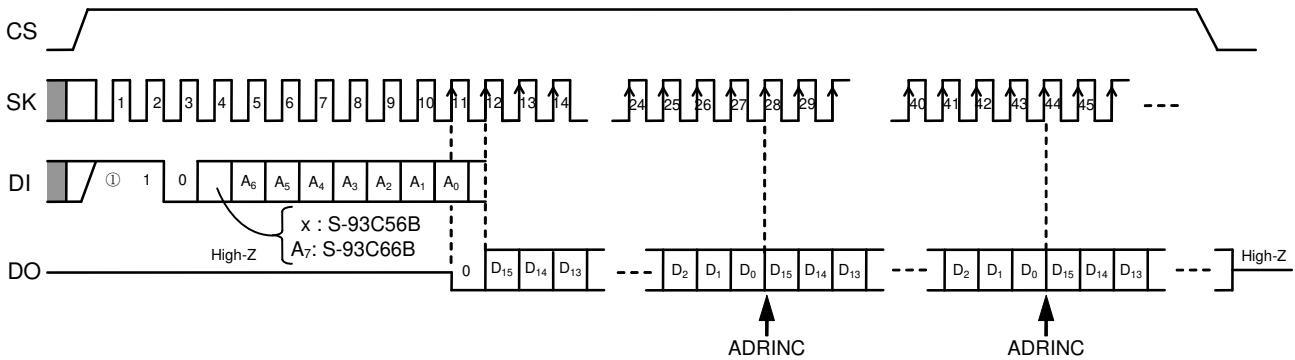 CS
SK 1 2 3 4 5 6 7 8 9 10 11 12 13 14 24 25 26 27 28 29 40 41 42 43 44 45
DI ① 1 0 A₆ A₅ A₄ A₃ A₂ A₁ A₀
x : S-93C56B
A₇: S-93C66B
High-Z
DO 0 D₁₅ D₁₄ D₁₃ D₂ D₁ D₀ D₁₅ D₁₄ D₁₃ D₂ D₁ D₀ D₁₅ D₁₄ D₁₃ High-Z
ADRINC ADRINC